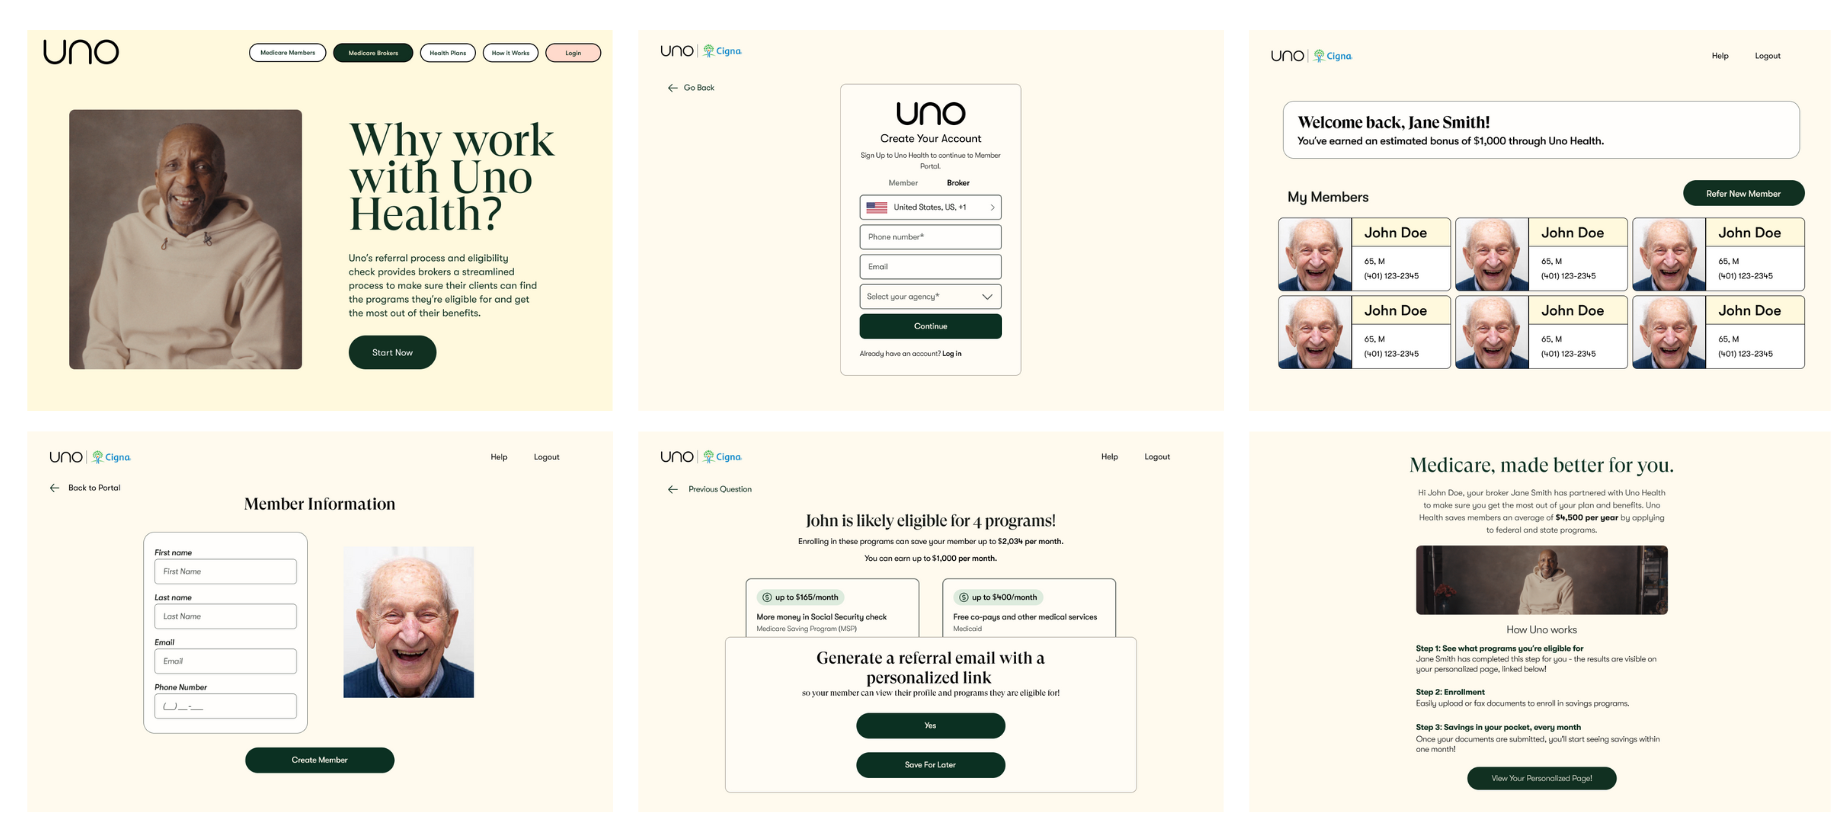 UNO
Medicare Members
Medicare Brokers
Health Plans
How it Works
Login
Why work
with Uno
Health?
Uno's referral process and eligibility
check provides brokers a streamlined
process to make sure their clients can find
the programs they're eligible for and get
the most out of their benefits.
Start Now
UNO | Cigna
Go Back
UNO
Create Your Account
Sign Up to Uno Health to continue to Member
Portal.
Member
Broker
United States, US, +1
Phone number*
Email
Select your agency*
Continue
Already have an account? Log in
UNO | Cigna
Help
Logout
Welcome back, Jane Smith!
You've earned an estimated bonus of $1,000 through Uno Health.
My Members
Refer New Member
John Doe
65, M
(401) 123-2345
John Doe
65, M
(401) 123-2345
John Doe
65, M
(401) 123-2345
John Doe
65, M
(401) 123-2345
John Doe
65, M
(401) 123-2345
John Doe
65, M
(401) 123-2345
UNO | Cigna
Help
Logout
Back to Portal
Member Information
First name
First Name
Last name
Last Name
Email
Email
Phone Number
(__) __-___
Create Member
UNO | Cigna
Help
Logout
Previous Question
John is likely eligible for 4 programs!
Enrolling in these programs can save your member up to $2,034 per month.
You can earn up to $1,000 per month.
up to $165/month
More money in Social Security check
Medicare Saving Program (MSP)
up to $400/month
Free co-pays and other medical services
Medicaid
Generate a referral email with a
personalized link
so your member can view their profile and programs they are eligible for!
Yes
Save For Later
Medicare, made better for you.
Hi John Doe, your broker Jane Smith has partnered with Uno Health
to make sure you get the most out of your plan and benefits. Uno
Health saves members an average of $4,500 per year by applying
to federal and state programs.
How Uno works
Step 1: See what programs you're eligible for
Jane Smith has completed this step for you - the results are visible on
your personalized page, linked below!
Step 2: Enrollment
Easily upload or fax documents to enroll in savings programs.
Step 3: Savings in your pocket, every month
Once your documents are submitted, you'll start seeing savings within
one month!
View Your Personalized Page!